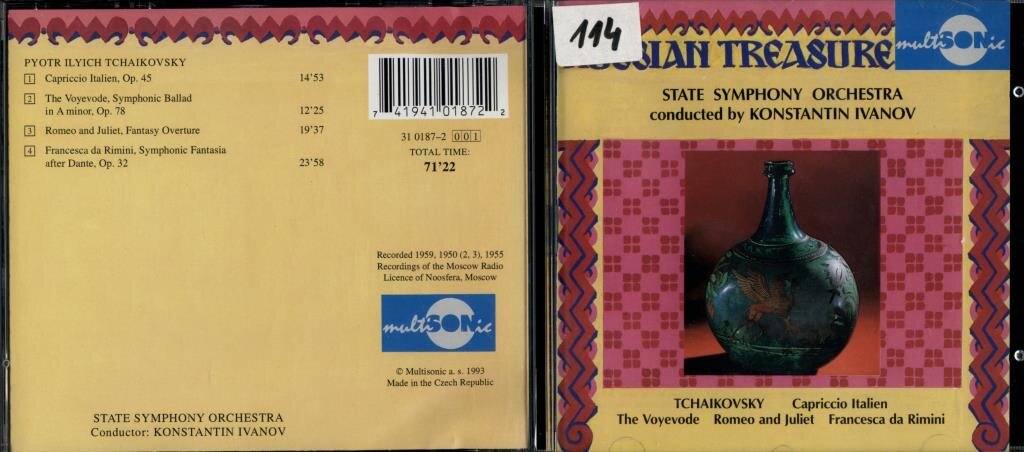 PYOTR ILYICH TCHAIKOVSKY
1 Capriccio Italien, Op. 45 14'53
2 The Voyevode, Symphonic Ballad
in A minor, Op. 78 12'25
3 Romeo and Juliet, Fantasy Overture 19'37
4 Francesca da Rimini, Symphonic Fantasia
after Dante, Op. 32 23'58
7 41941 01872 2
31 0187-2 001
TOTAL TIME:
71'22
Recorded 1959, 1950 (2, 3), 1955
Recordings of the Moscow Radio
Licence of Noosfera, Moscow
multiSONic
© Multisonic a. s. 1993
Made in the Czech Republic
STATE SYMPHONY ORCHESTRA
Conductor: KONSTANTIN IVANOV
114
SIAN TREASURE
multiSONic
STATE SYMPHONY ORCHESTRA
conducted by KONSTANTIN IVANOV
TCHAIKOVSKY Capriccio Italien
The Voyevode Romeo and Juliet Francesca da Rimini